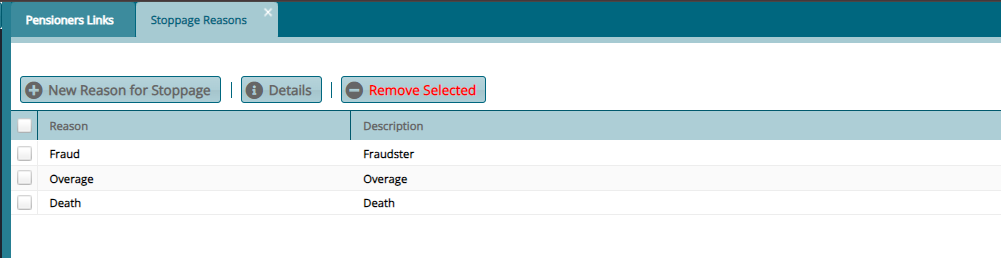 Pensioners Links Stoppage Reasons
New Reason for Stoppage Details Remove Selected
Reason Description
Fraud Fraudster
Overage Overage
Death Death